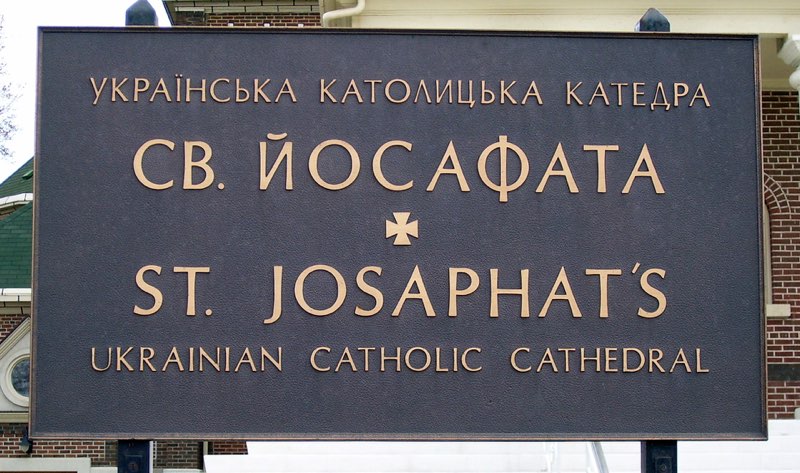 УКРАЇНСЬКА КАТОЛИЦЬКА КАТЕДРА
СВ. ЙОСАФАТА
ST. JOSAPHAT'S
UKRAINIAN CATHOLIC CATHEDRAL